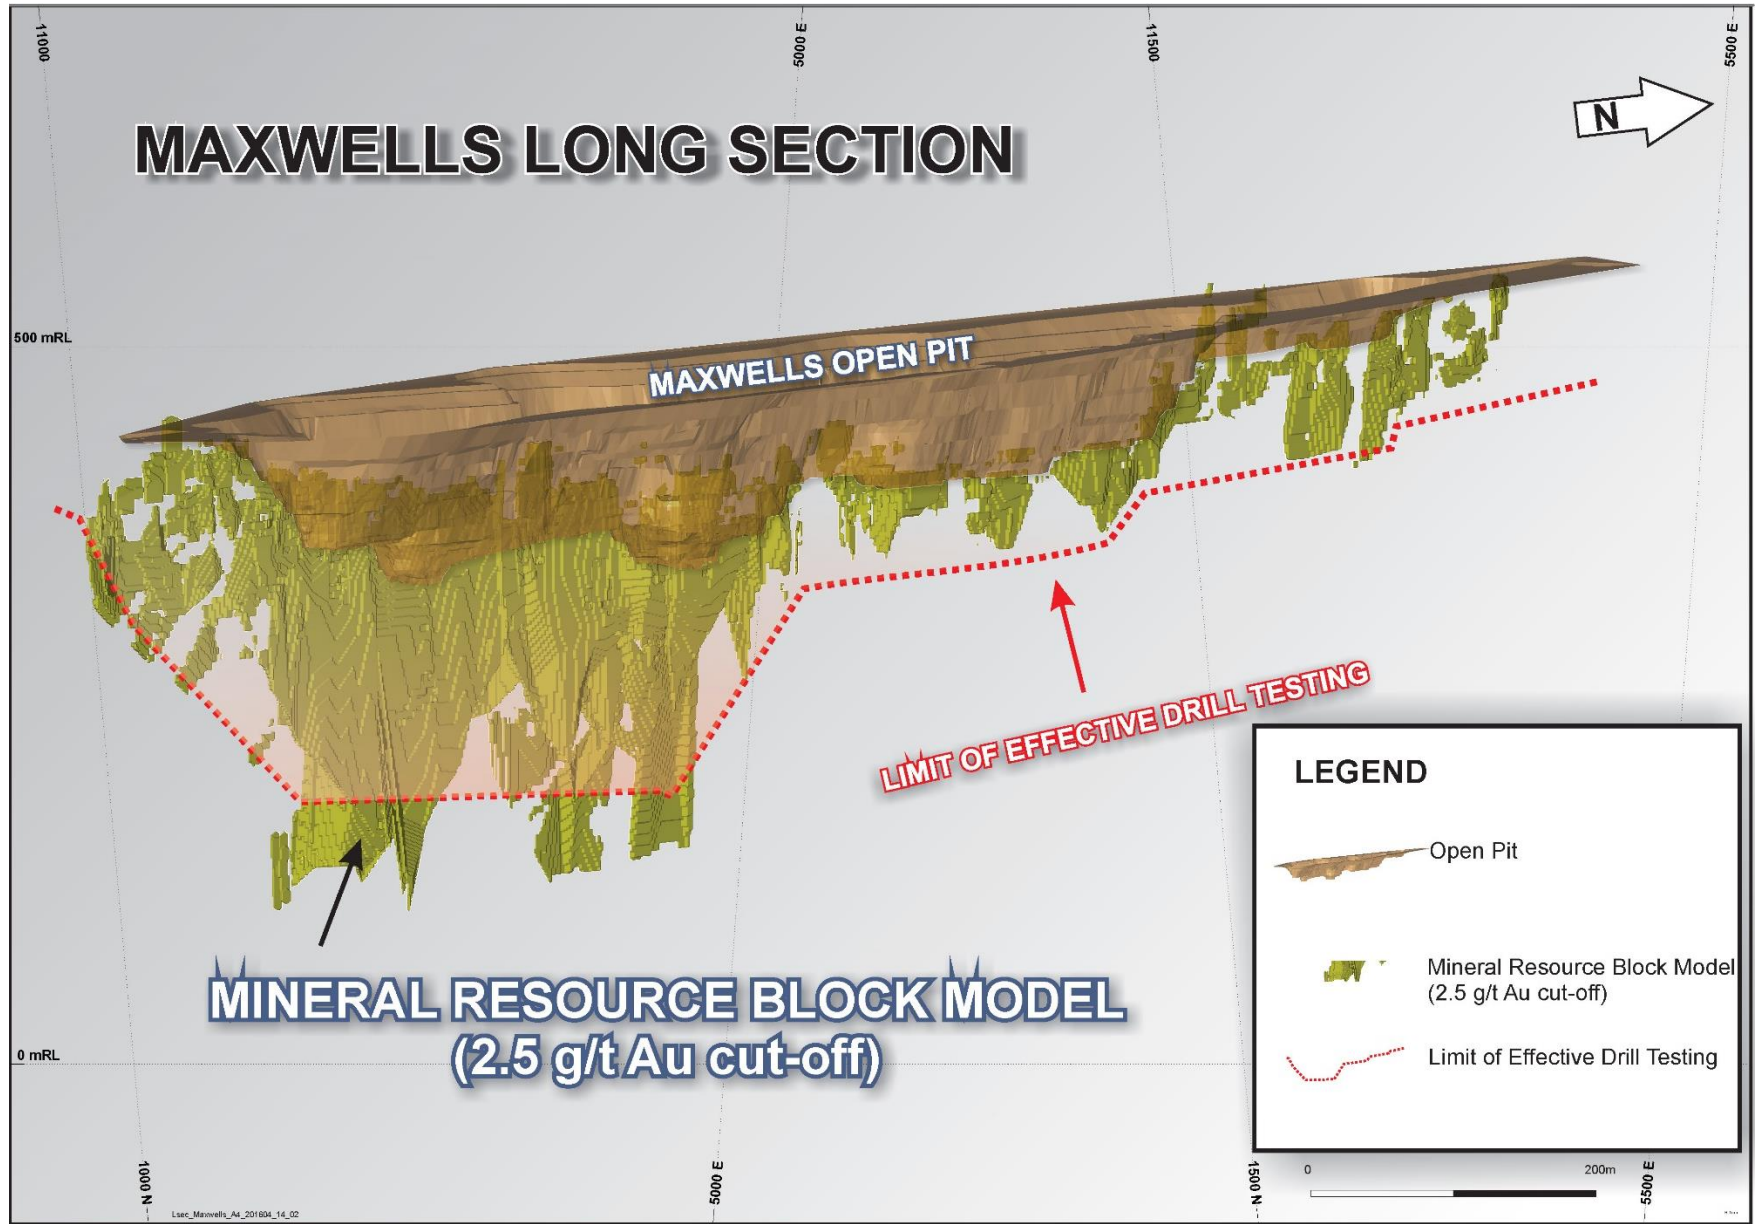 11000
5000 E
11500
5500 E
N
MAXWELLS LONG SECTION
500 mRL
MAXWELLS OPEN PIT
LIMIT OF EFFECTIVE DRILL TESTING
LEGEND
Open Pit
Mineral Resource Block Model
(2.5 g/t Au cut-off)
Limit of Effective Drill Testing
MINERAL RESOURCE BLOCK MODEL
(2.5 g/t Au cut-off)
0 mRL
0
200m
1000 N
5000 E
1500 N
5500 E
Lsec_Maxwells_A4_201604_14_02